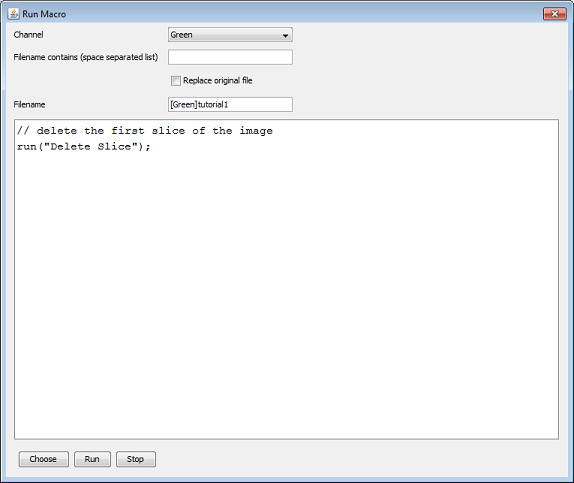 Run Macro
Channel
Green
Filename contains (space separated list)
Replace original file
Filename
[Green]tutorial1
// delete the first slice of the image
run("Delete Slice");
Choose
Run
Stop